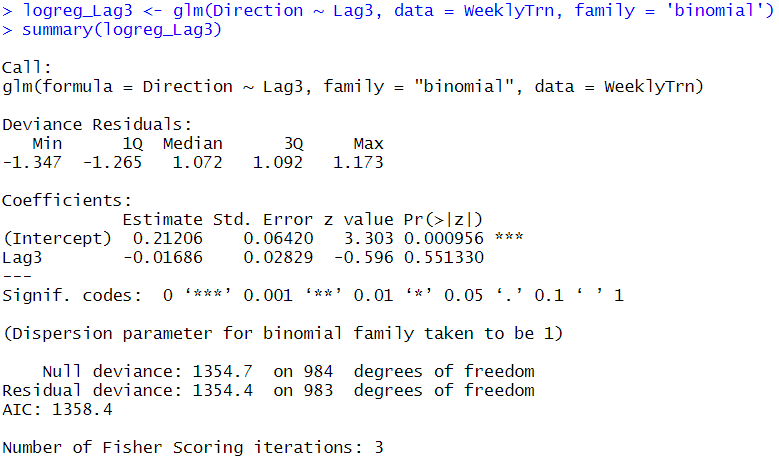 > logreg_Lag3 <- glm(Direction ~ Lag3, data = WeeklyTrn, family = 'binomial')
> summary(logreg_Lag3)

Call:
glm(formula = Direction ~ Lag3, family = "binomial", data = WeeklyTrn)

Deviance Residuals:
   Min      1Q  Median      3Q     Max
-1.347  -1.265   1.072   1.092   1.173

Coefficients:
            Estimate Std. Error z value Pr(>|z|)
(Intercept)  0.21206    0.06420   3.303 0.000956 ***
Lag3        -0.01686    0.02829  -0.596 0.551330
---
Signif. codes:  0 ‘***’ 0.001 ‘**’ 0.01 ‘*’ 0.05 ‘.’ 0.1 ‘ ’ 1

(Dispersion parameter for binomial family taken to be 1)

    Null deviance: 1354.7  on 984  degrees of freedom
Residual deviance: 1354.4  on 983  degrees of freedom
AIC: 1358.4

Number of Fisher Scoring iterations: 3